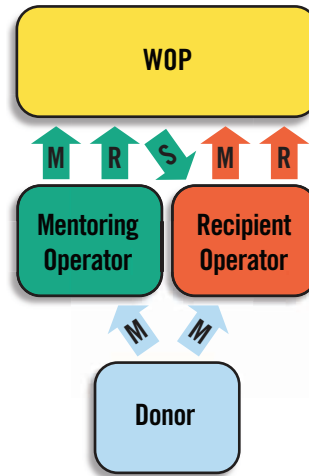 WOP
M R S M R
Mentoring Recipient
Operator Operator
M M
Donor